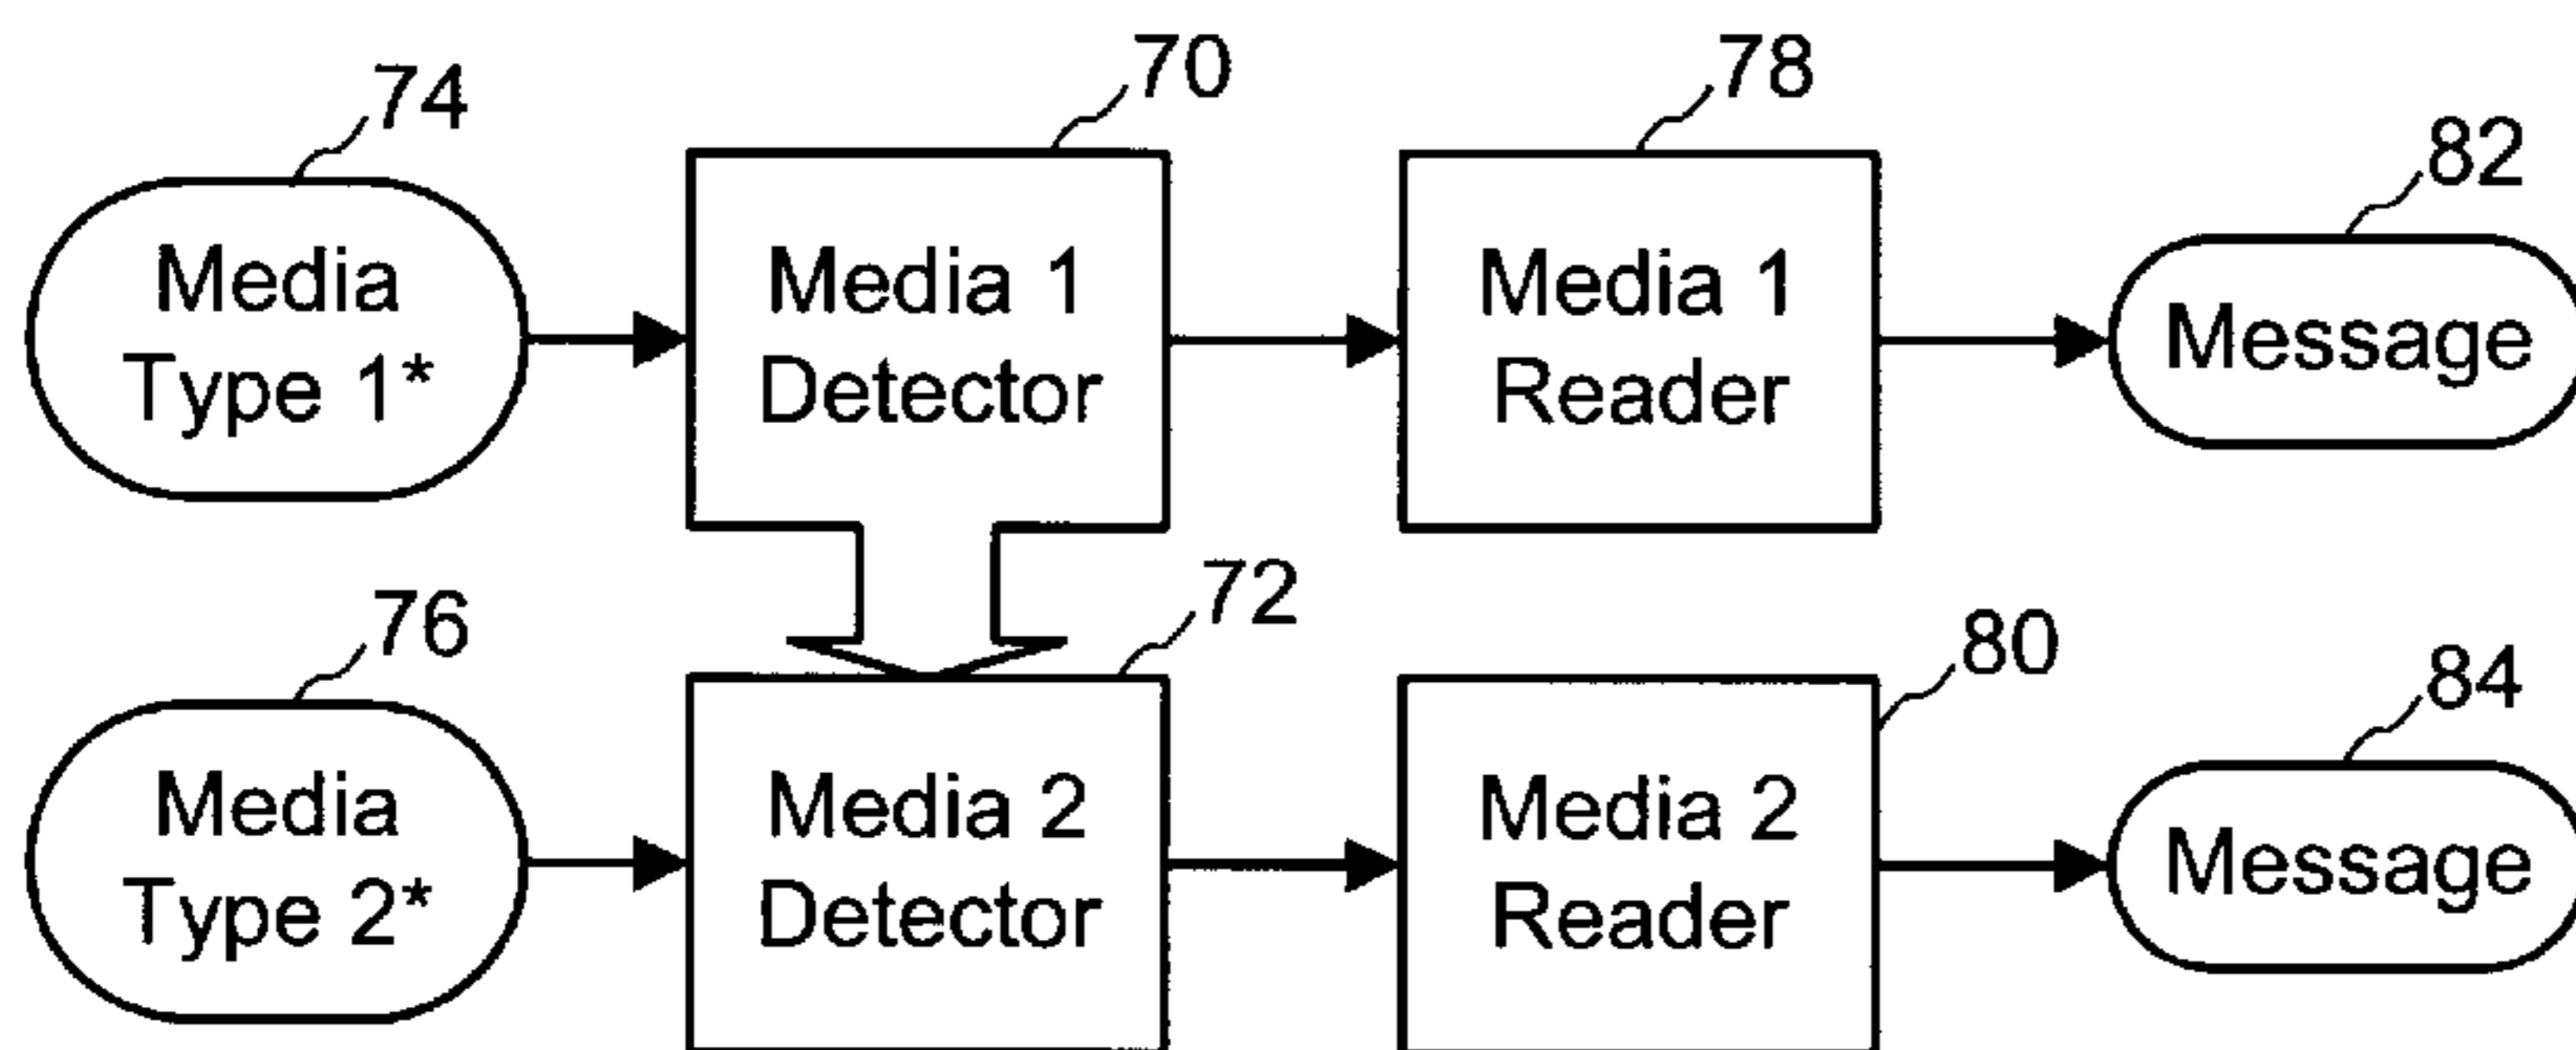 74
70
78
82
Media
Type 1*
Media 1
Detector
Media 1
Reader
Message
76
72
80
84
Media
Type 2*
Media 2
Detector
Media 2
Reader
Message